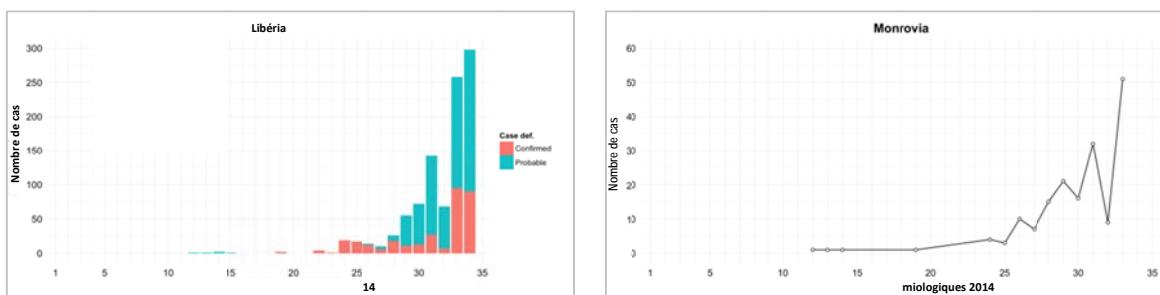 Libéria
300
250
200
150
100
50
0
Nombre de cas
1 5 10 15 20 25 30 35
14
Case def.
Confirmed
Probable
Monrovia
60
50
40
30
20
10
0
Nombre de cas
1 5 10 15 20 25 30 35
miologiques 2014